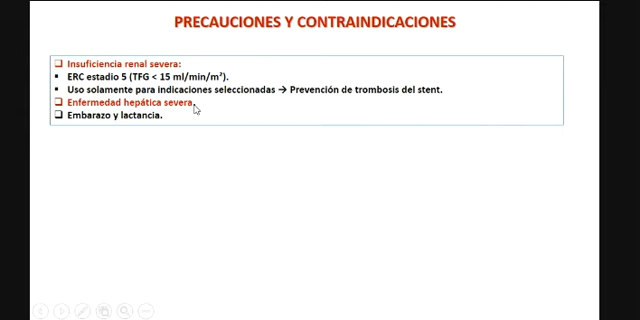 PRECAUCIONES Y CONTRAINDICACIONES
❑ Insuficiencia renal severa:
▪ ERC estadio 5 (TFG < 15 ml/min/m²).
▪ Uso solamente para indicaciones seleccionadas → Prevención de trombosis del stent.
❑ Enfermedad hepática severa.
❑ Embarazo y lactancia.